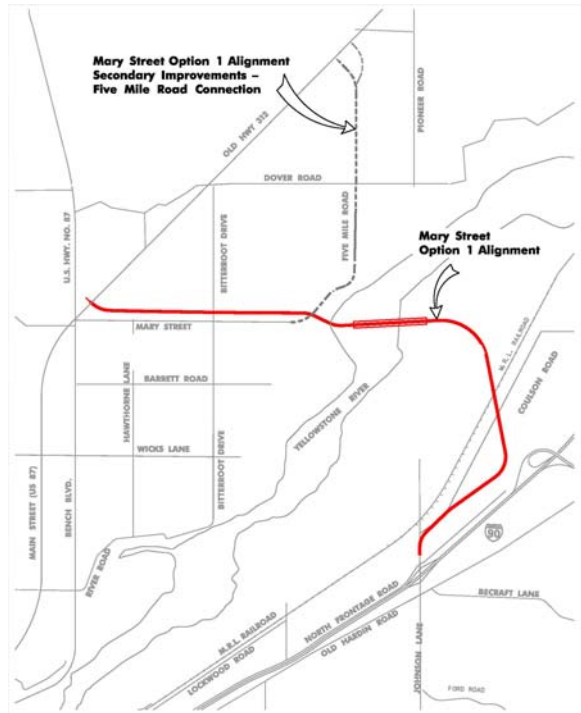 Mary Street Option 1 Alignment
Secondary Improvements –
Five Mile Road Connection
OLD HWY 312
PIONEER ROAD
DOVER ROAD
U.S. HWY. NO. 87
BITTERROOT DRIVE
FIVE MILE ROAD
Mary Street
Option 1 Alignment
MARY STREET
M.R.L. RAILROAD
COULSON ROAD
HAWTHORNE LANE
BARRETT ROAD
YELLOWSTONE RIVER
WICKS LANE
BITTERROOT DRIVE
MAIN STREET (US 87)
BENCH BLVD.
90
RIVER ROAD
NORTH FRONTAGE ROAD
BECRAFT LANE
M.R.L. RAILROAD
OLD HARDIN ROAD
LOCKWOOD ROAD
JOHNSON LANE
FORD ROAD